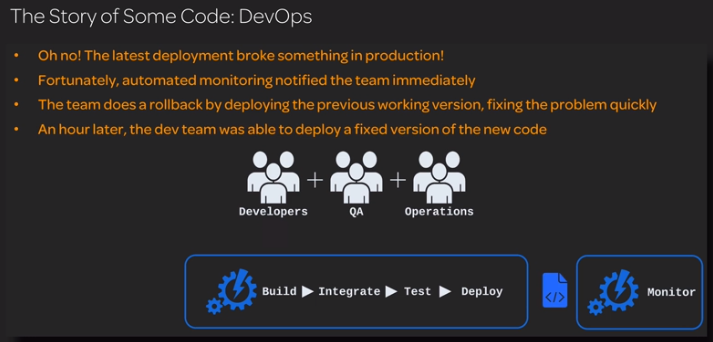 The Story of Some Code: DevOps
• Oh no! The latest deployment broke something in production!
• Fortunately, automated monitoring notified the team immediately
• The team does a rollback by deploying the previous working version, fixing the problem quickly
• An hour later, the dev team was able to deploy a fixed version of the new code
Developers + QA + Operations
Build ▶ Integrate ▶ Test ▶ Deploy </> Monitor